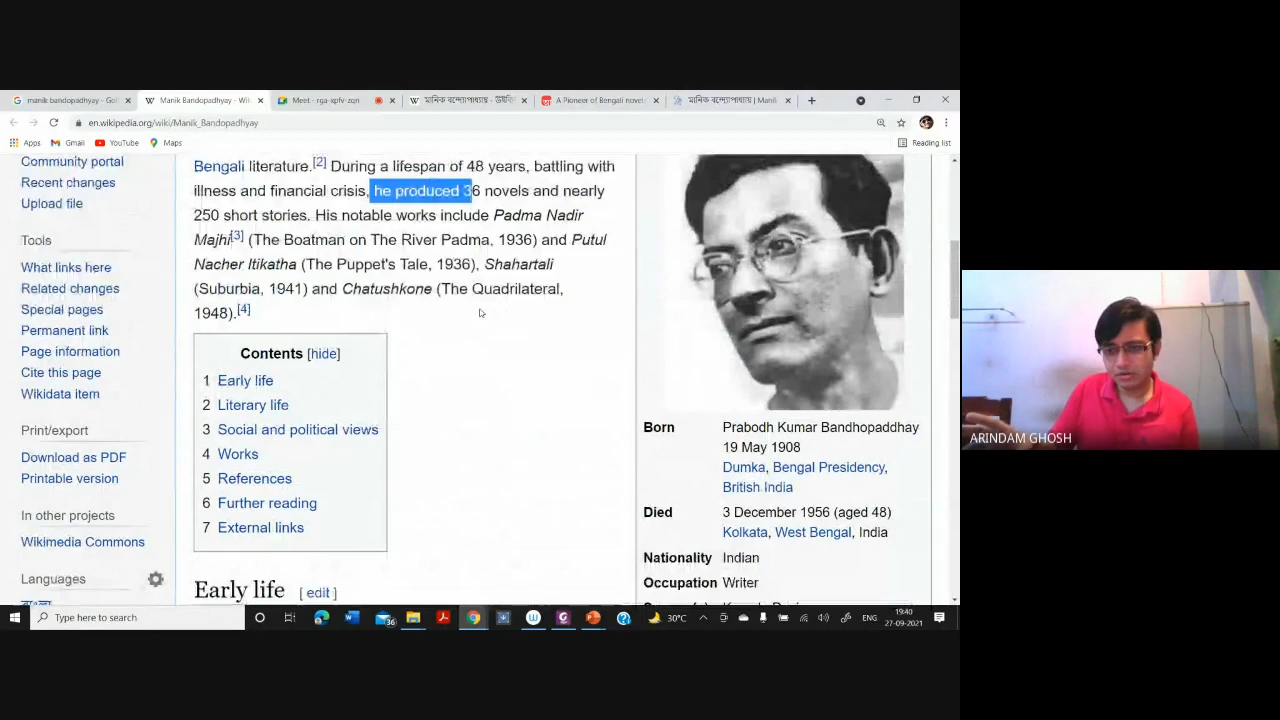 manik bandopadhyay - Go
Manik Bandopadhyay - Wi
Meet - rga-xpfv-zqn
মানিক বন্দ্যোপাধ্যায় - উইকি
A Pioneer of Bengali novel
মানিক বন্দ্যোপাধ্যায় | Mani
en.wikipedia.org/wiki/Manik_Bandopadhyay
Apps Gmail YouTube Maps Reading list
Community portal
Recent changes
Upload file
Tools
What links here
Related changes
Special pages
Permanent link
Page information
Cite this page
Wikidata item
Print/export
Download as PDF
Printable version
In other projects
Wikimedia Commons
Languages
বাংলা
Bengali literature.[2] During a lifespan of 48 years, battling with
illness and financial crisis, he produced 36 novels and nearly
250 short stories. His notable works include Padma Nadir
Majhi[3] (The Boatman on The River Padma, 1936) and Putul
Nacher Itikatha (The Puppet's Tale, 1936), Shahartali
(Suburbia, 1941) and Chatushkone (The Quadrilateral,
1948).[4]
Contents [hide]
1 Early life
2 Literary life
3 Social and political views
4 Works
5 References
6 Further reading
7 External links
Early life [ edit ]
Born Prabodh Kumar Bandhopaddhay
19 May 1908
Dumka, Bengal Presidency,
British India
Died 3 December 1956 (aged 48)
Kolkata, West Bengal, India
Nationality Indian
Occupation Writer
ARINDAM GHOSH
Type here to search
36
30°C
ENG
19:40
27-09-2021